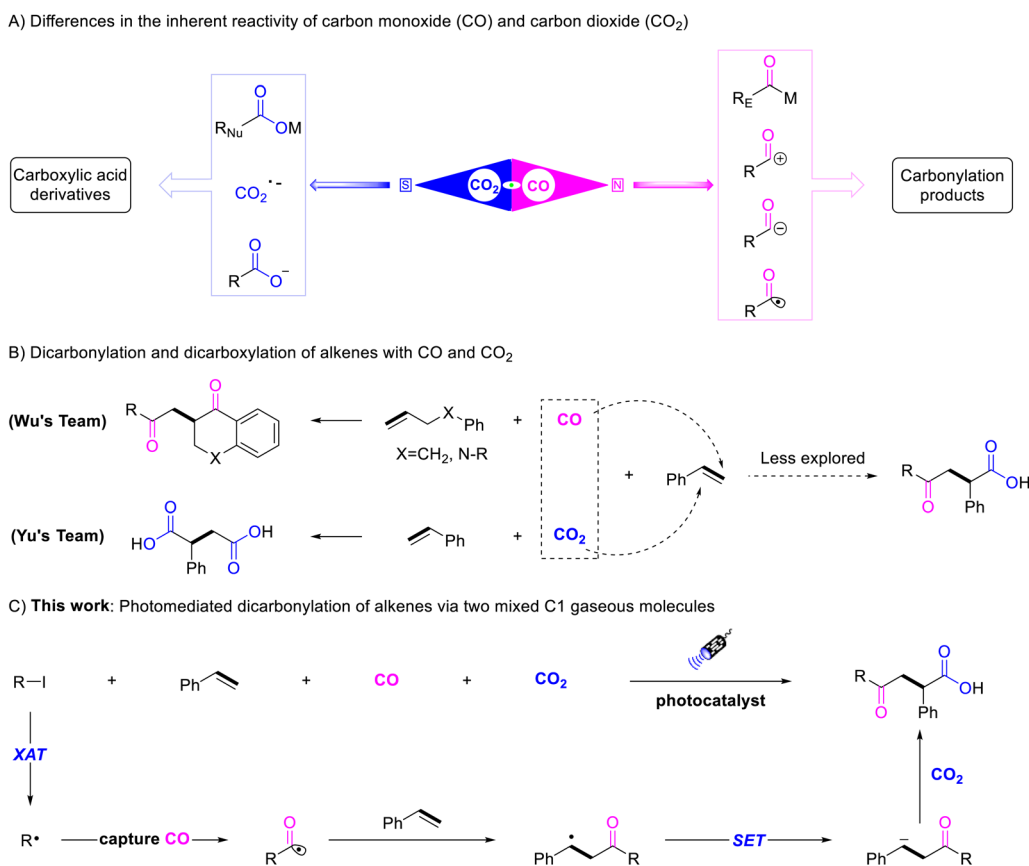 A) Differences in the inherent reactivity of carbon monoxide (CO) and carbon dioxide (CO₂)
Carboxylic acid
derivatives
O
R_Nu OM
CO₂ ·-
O
R O⁻
S CO₂ CO N
O
R_E M
O
R ⊕
O
R ⊖
O
R •
Carbonylation
products
B) Dicarbonylation and dicarboxylation of alkenes with CO and CO₂
(Wu's Team)
R O O X
X Ph
X=CH₂, N-R
+ CO
+ Ph
Less explored
R O O OH Ph
(Yu's Team)
HO O Ph OH O
Ph
+ CO₂
C) This work: Photomediated dicarbonylation of alkenes via two mixed C1 gaseous molecules
R–I + Ph + CO + CO₂
photocatalyst
R O O OH Ph
XAT
CO₂
R• capture CO
O R •
Ph
Ph • O R
SET
Ph – O R